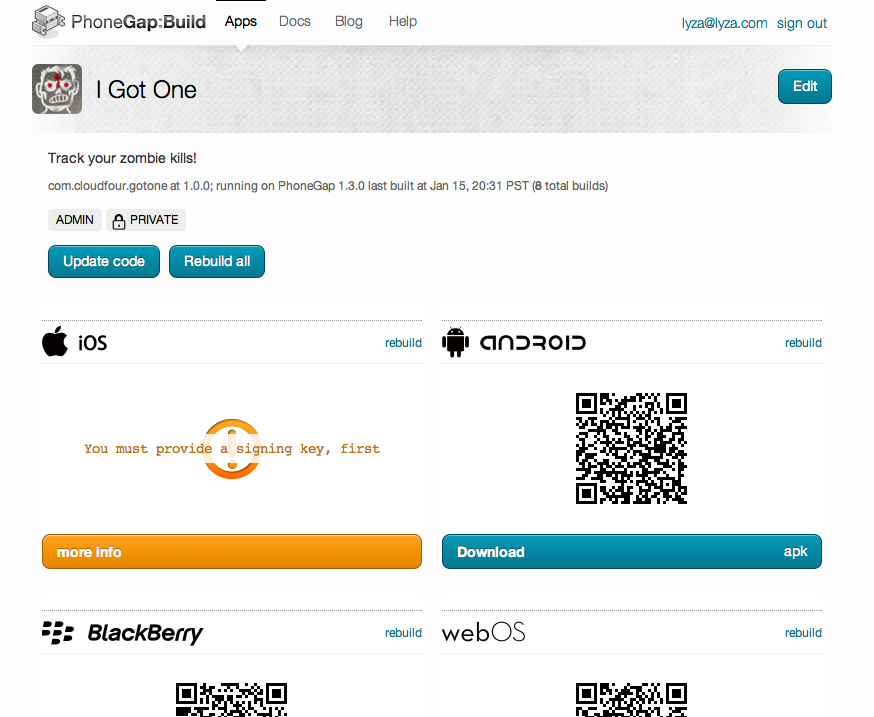 PhoneGap:Build Apps Docs Blog Help lyza@lyza.com sign out
I Got One Edit
Track your zombie kills!
com.cloudfour.gotone at 1.0.0; running on PhoneGap 1.3.0 last built at Jan 15, 20:31 PST (8 total builds)
ADMIN PRIVATE
Update code Rebuild all
iOS rebuild
ANDROID rebuild
You must provide a signing key, first
more info
Download apk
BlackBerry rebuild
webOS rebuild